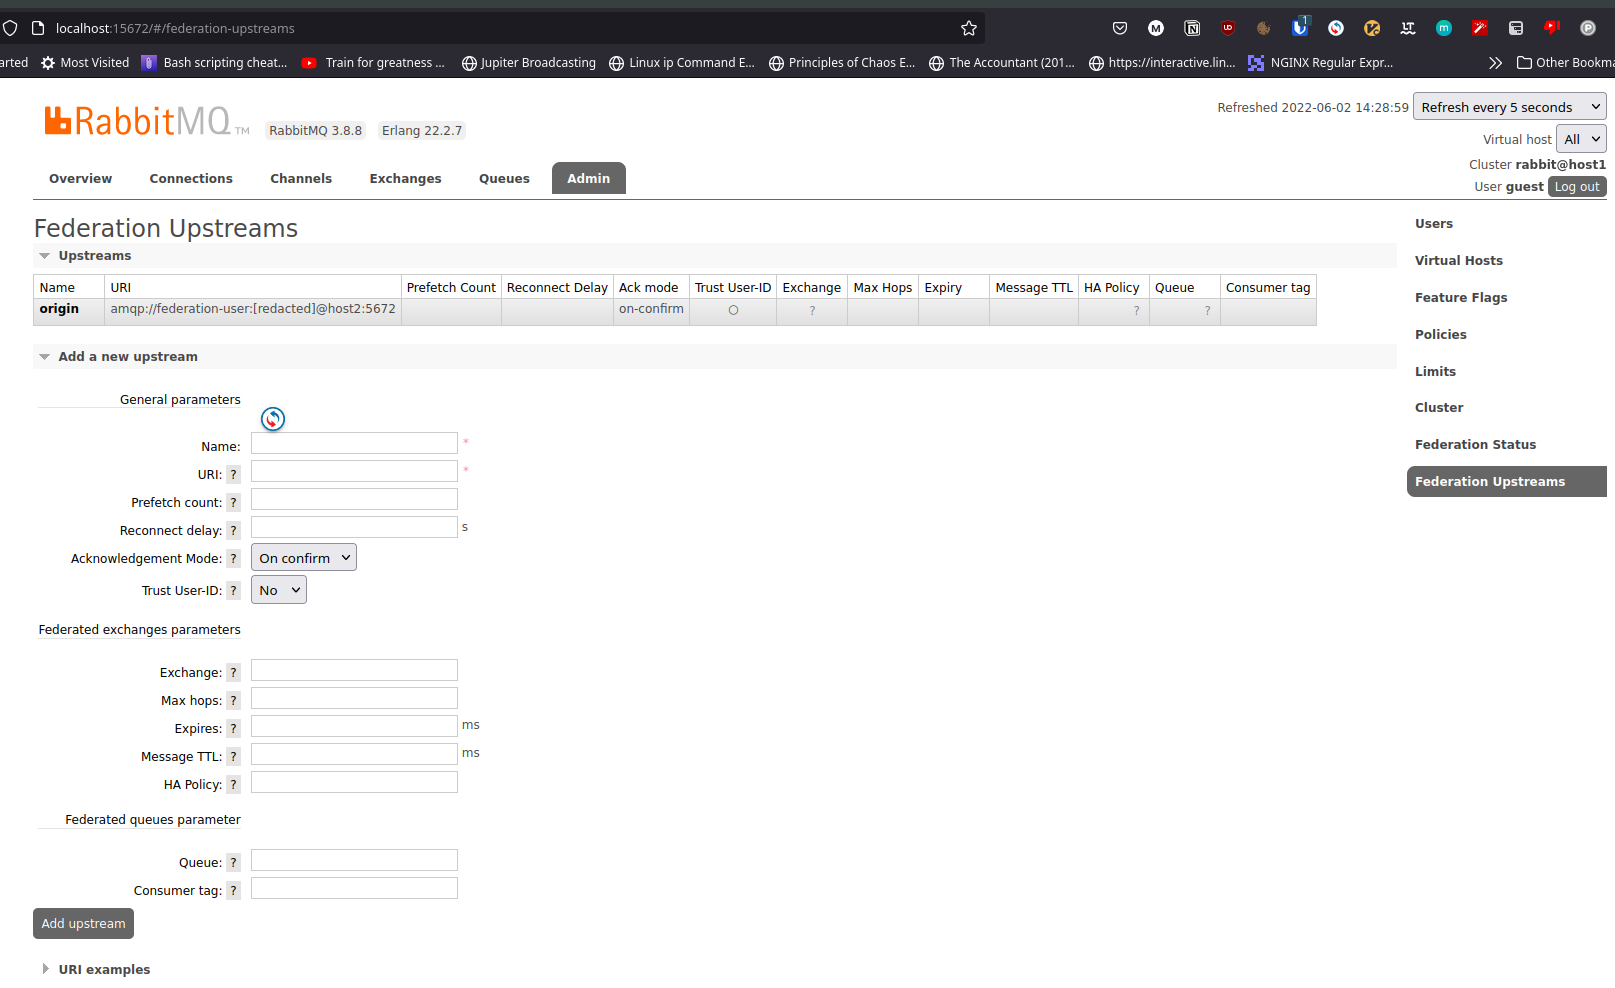 localhost:15672/#/federation-upstreams
arted Most Visited Bash scripting cheat... Train for greatness ... Jupiter Broadcasting Linux ip Command E... Principles of Chaos E... The Accountant (201... https://interactive.lin... NGINX Regular Expr... Other Bookma
RabbitMQ TM RabbitMQ 3.8.8 Erlang 22.2.7
Refreshed 2022-06-02 14:28:59 Refresh every 5 seconds
Virtual host All
Cluster rabbit@host1
User guest Log out
Overview Connections Channels Exchanges Queues Admin
Federation Upstreams
Upstreams
Name URI Prefetch Count Reconnect Delay Ack mode Trust User-ID Exchange Max Hops Expiry Message TTL HA Policy Queue Consumer tag
origin amqp://federation-user:[redacted]@host2:5672 on-confirm ○ ? ? ?
Add a new upstream
General parameters
Name: *
URI: ? *
Prefetch count: ?
Reconnect delay: ? s
Acknowledgement Mode: ? On confirm
Trust User-ID: ? No
Federated exchanges parameters
Exchange: ?
Max hops: ?
Expires: ? ms
Message TTL: ? ms
HA Policy: ?
Federated queues parameter
Queue: ?
Consumer tag: ?
Add upstream
URI examples
Users
Virtual Hosts
Feature Flags
Policies
Limits
Cluster
Federation Status
Federation Upstreams